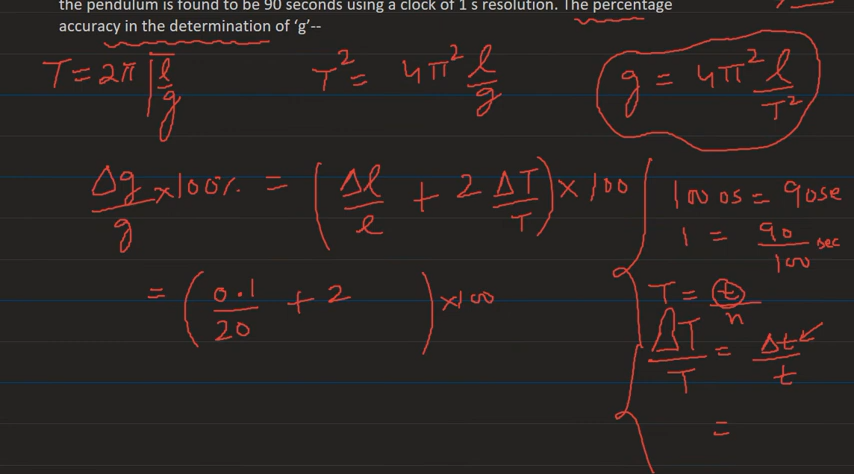 the pendulum is found to be 90 seconds using a clock of 1 s resolution. The percentage
accuracy in the determination of ‘g’--
T = 2π √(l/g)
T² = 4π² l/g
g = 4π² l/T²
Δg/g ×100% = (Δl/l + 2 ΔT/T) × 100
100 os = 90se
1 = 90/100 sec
= (0.1/20 + 2 ) ×100
T = t/n
ΔT/T = Δt/t
=